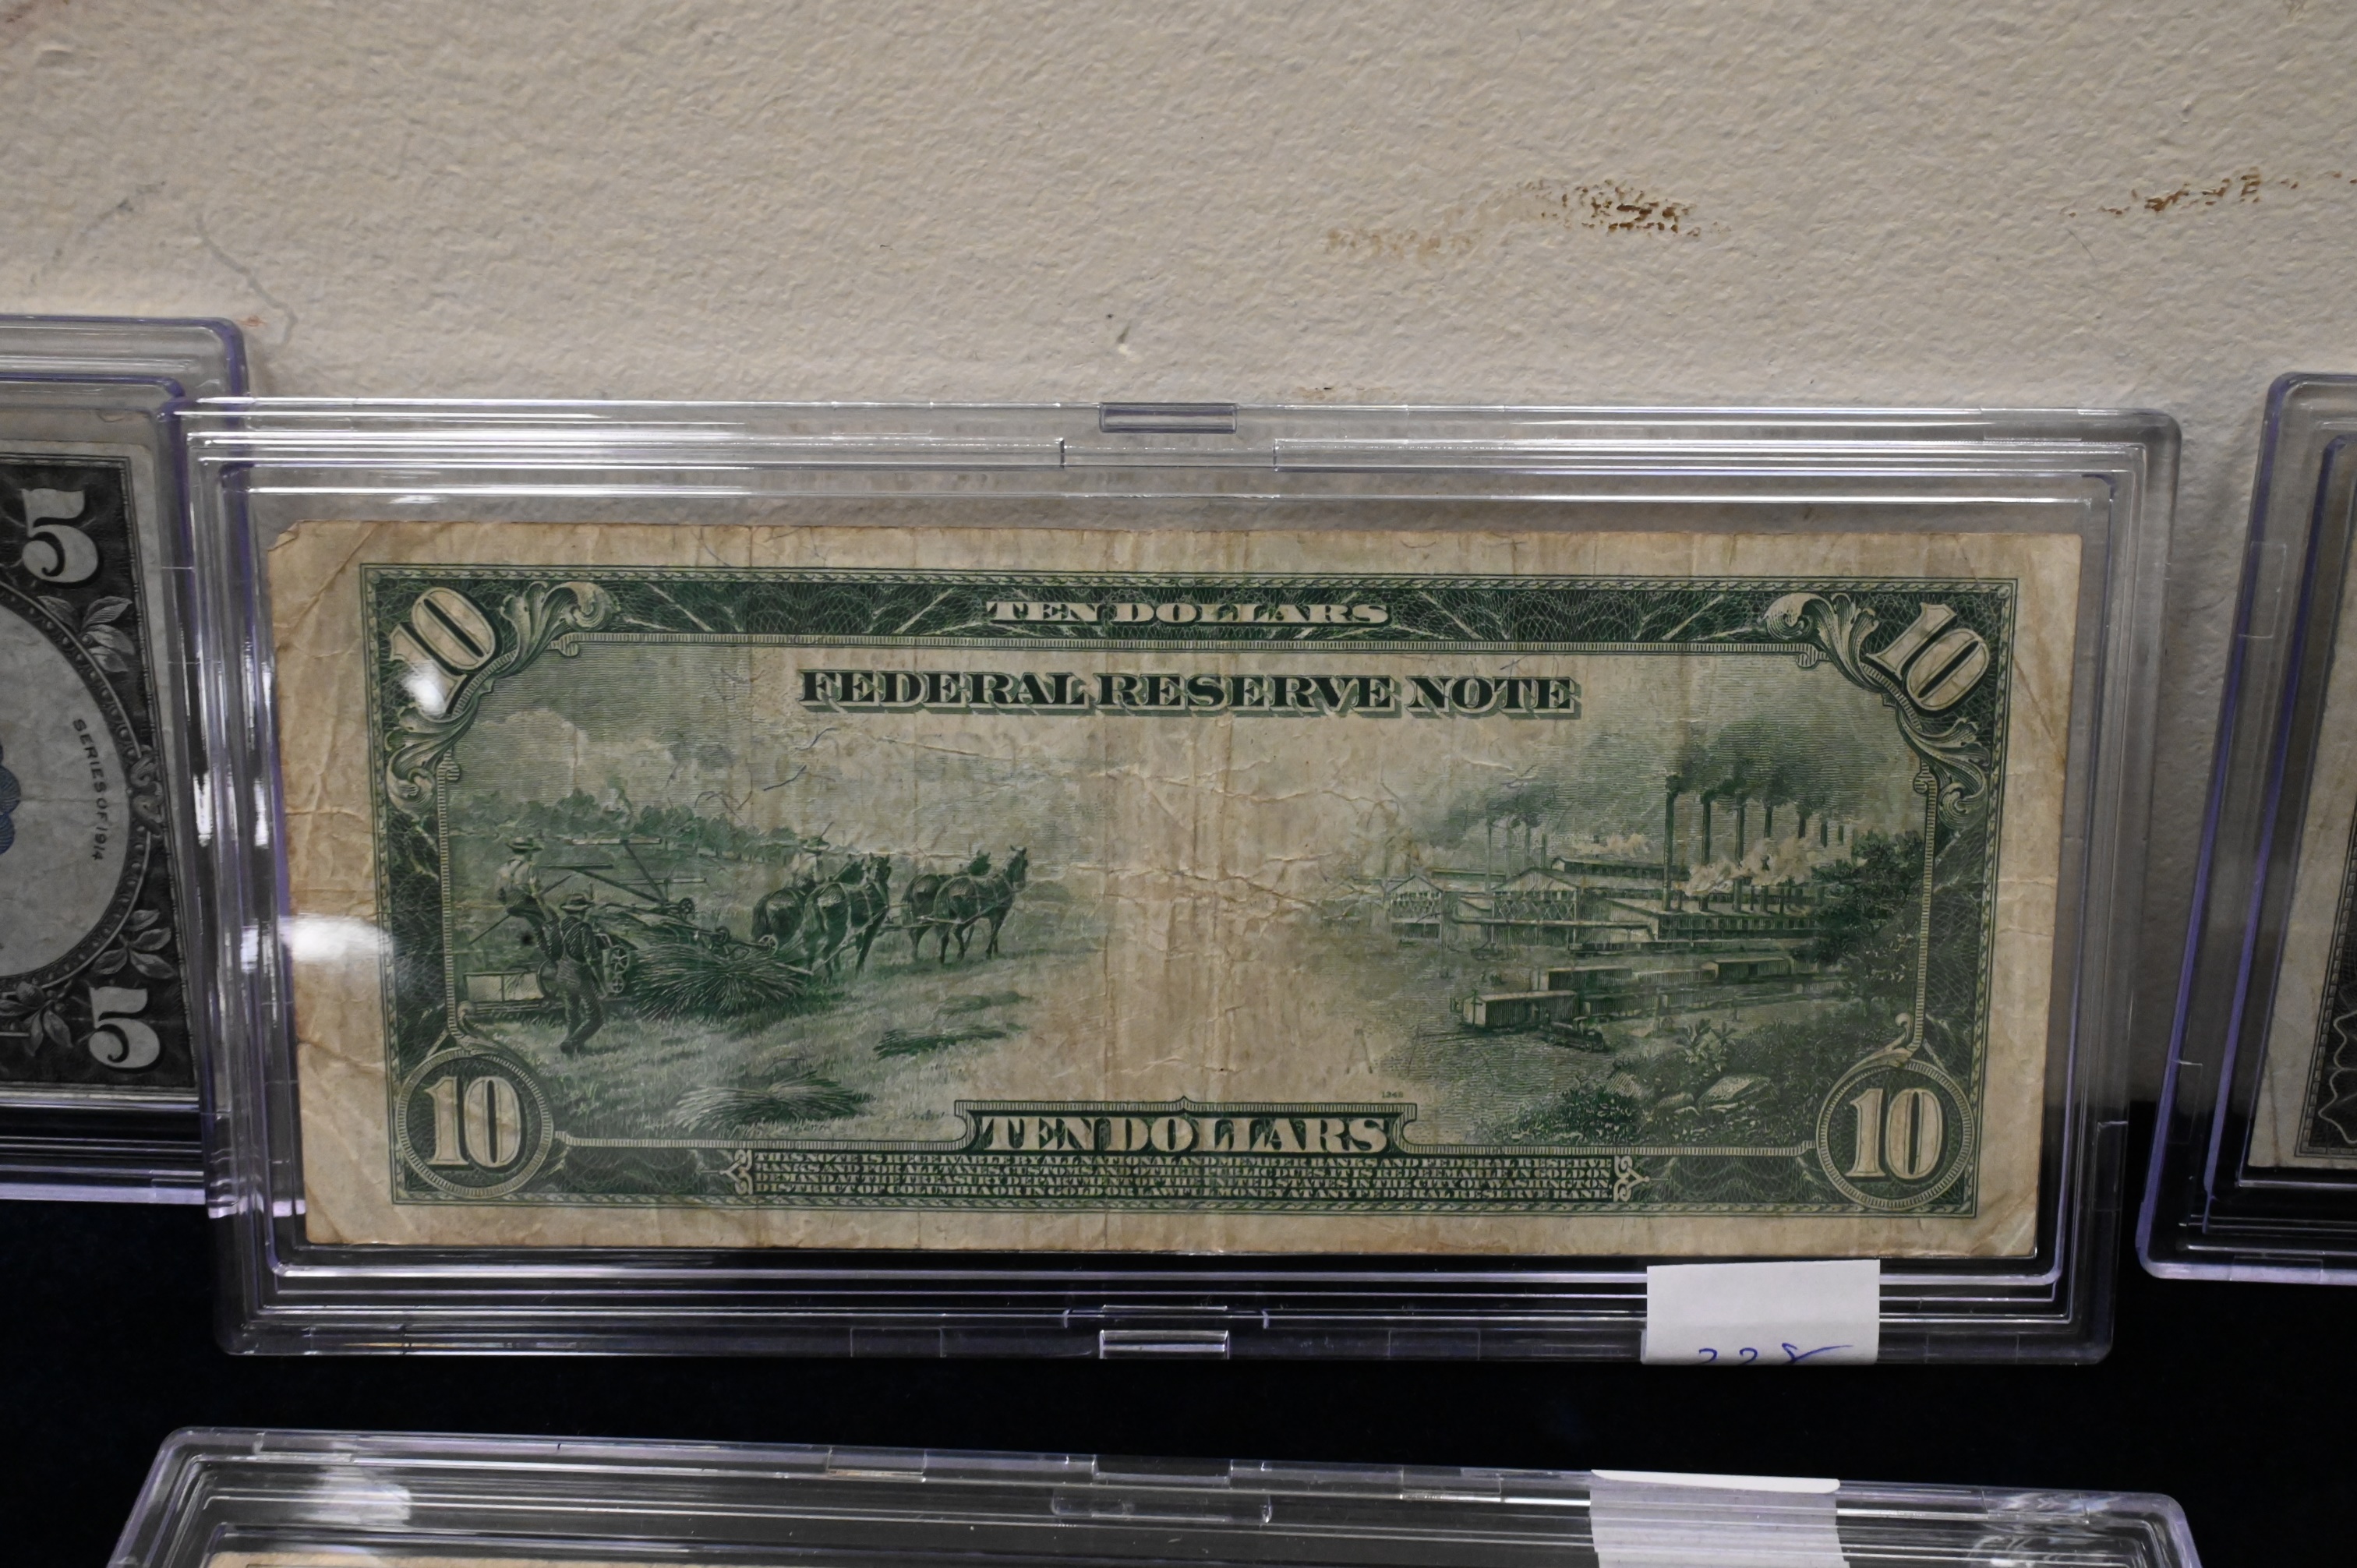 10
TEN DOLLARS
10
FEDERAL RESERVE NOTE
5
SERIES OF 1914
5
10
TEN DOLLARS
10
THIS NOTE IS RECEIVABLE BY ALL NATIONAL AND MEMBER BANKS AND FEDERAL RESERVE
BANKS AND FOR ALL TAXES, CUSTOMS AND OTHER PUBLIC DUES. IT IS REDEEMABLE IN GOLD ON
DEMAND AT THE TREASURY DEPARTMENT OF THE UNITED STATES IN THE CITY OF WASHINGTON,
DISTRICT OF COLUMBIA OR IN GOLD OR LAWFUL MONEY AT ANY FEDERAL RESERVE BANK.